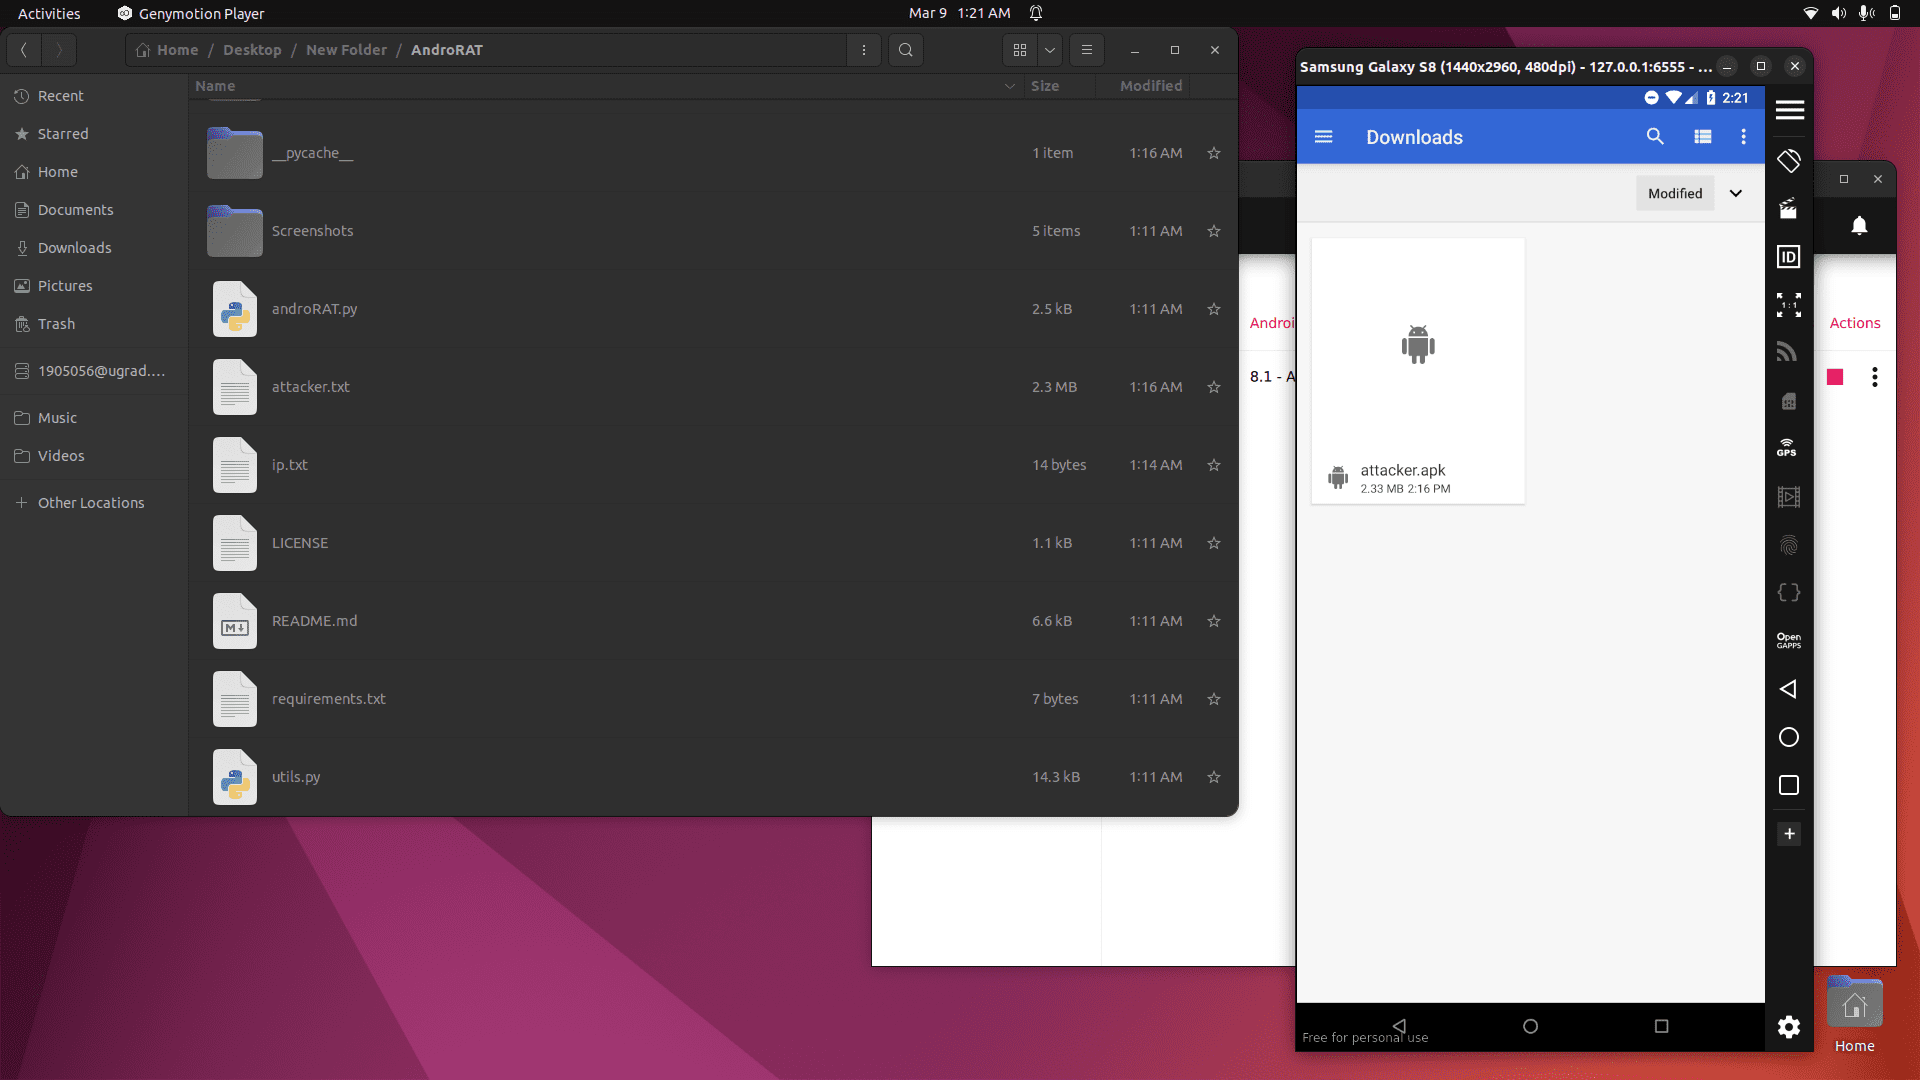 Activities Genymotion Player Mar 9 1:21 AM
Home / Desktop / New Folder / AndroRAT
Name Size Modified
Recent
Starred
Home
Documents
Downloads
Pictures
Trash
1905056@ugrad....
Music
Videos
Other Locations
__pycache__ 1 item 1:16 AM
Screenshots 5 items 1:11 AM
androRAT.py 2.5 kB 1:11 AM
attacker.txt 2.3 MB 1:16 AM
ip.txt 14 bytes 1:14 AM
LICENSE 1.1 kB 1:11 AM
README.md 6.6 kB 1:11 AM
requirements.txt 7 bytes 1:11 AM
utils.py 14.3 kB 1:11 AM
Samsung Galaxy S8 (1440x2960, 480dpi) - 127.0.0.1:6555 - ...
2:21
Downloads
Modified
attacker.apk
2.33 MB 2:16 PM
Free for personal use
ID
1:1
GPS
Open
GAPPS
Androi
8.1 - A
Actions
Home